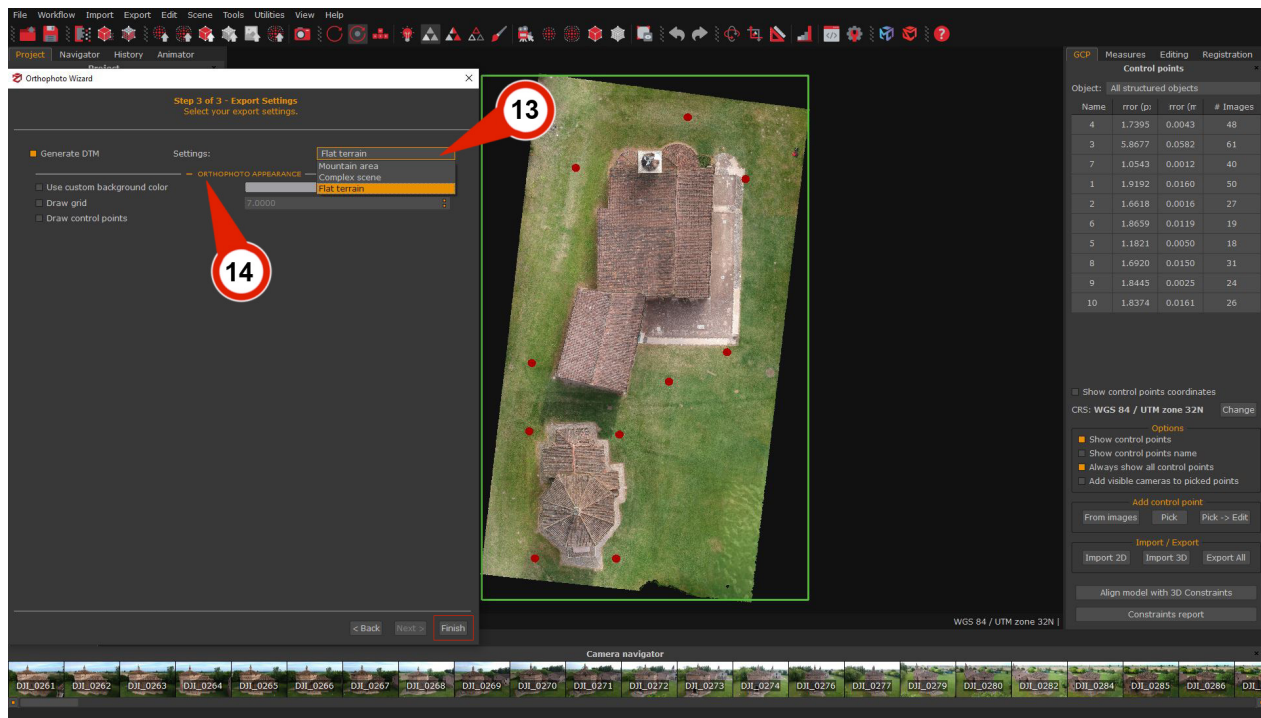 File Workflow Import Export Edit Scene Tools Utilities View Help
Project Navigator History Animator
Project
Orthophoto Wizard
Step 3 of 3 - Export Settings
Select your export settings.
Generate DTM Settings: Flat terrain
Mountain area
Complex scene
Flat terrain
ORTHOPHOTO APPEARANCE
Use custom background color
Draw grid 7.0000
Draw control points
13
14
< Back Next > Finish
WGS 84 / UTM zone 32N |
GCP Measures Editing Registration
Control points
Object: All structured objects
Name rror (p: rror (m # Images
4 1.7395 0.0043 48
3 5.8677 0.0582 61
7 1.0543 0.0012 40
1 1.9192 0.0160 50
2 1.6618 0.0016 27
6 1.8659 0.0119 19
5 1.1821 0.0050 18
8 1.6920 0.0150 31
9 1.8445 0.0025 24
10 1.8374 0.0161 26
Show control points coordinates
CRS: WGS 84 / UTM zone 32N Change
Options
Show control points
Show control points name
Always show all control points
Add visible cameras to picked points
Add control point
From images Pick Pick -> Edit
Import / Export
Import 2D Import 3D Export All
Align model with 3D Constraints
Constraints report
Camera navigator
DJI_0261 DJI_0262 DJI_0263 DJI_0264 DJI_0265 DJI_0266 DJI_0267 DJI_0268 DJI_0269 DJI_0270 DJI_0271 DJI_0272 DJI_0273 DJI_0274 DJI_0276 DJI_0277 DJI_0279 DJI_0280 DJI_0282 DJI_0284 DJI_0285 DJI_0286 DJI_